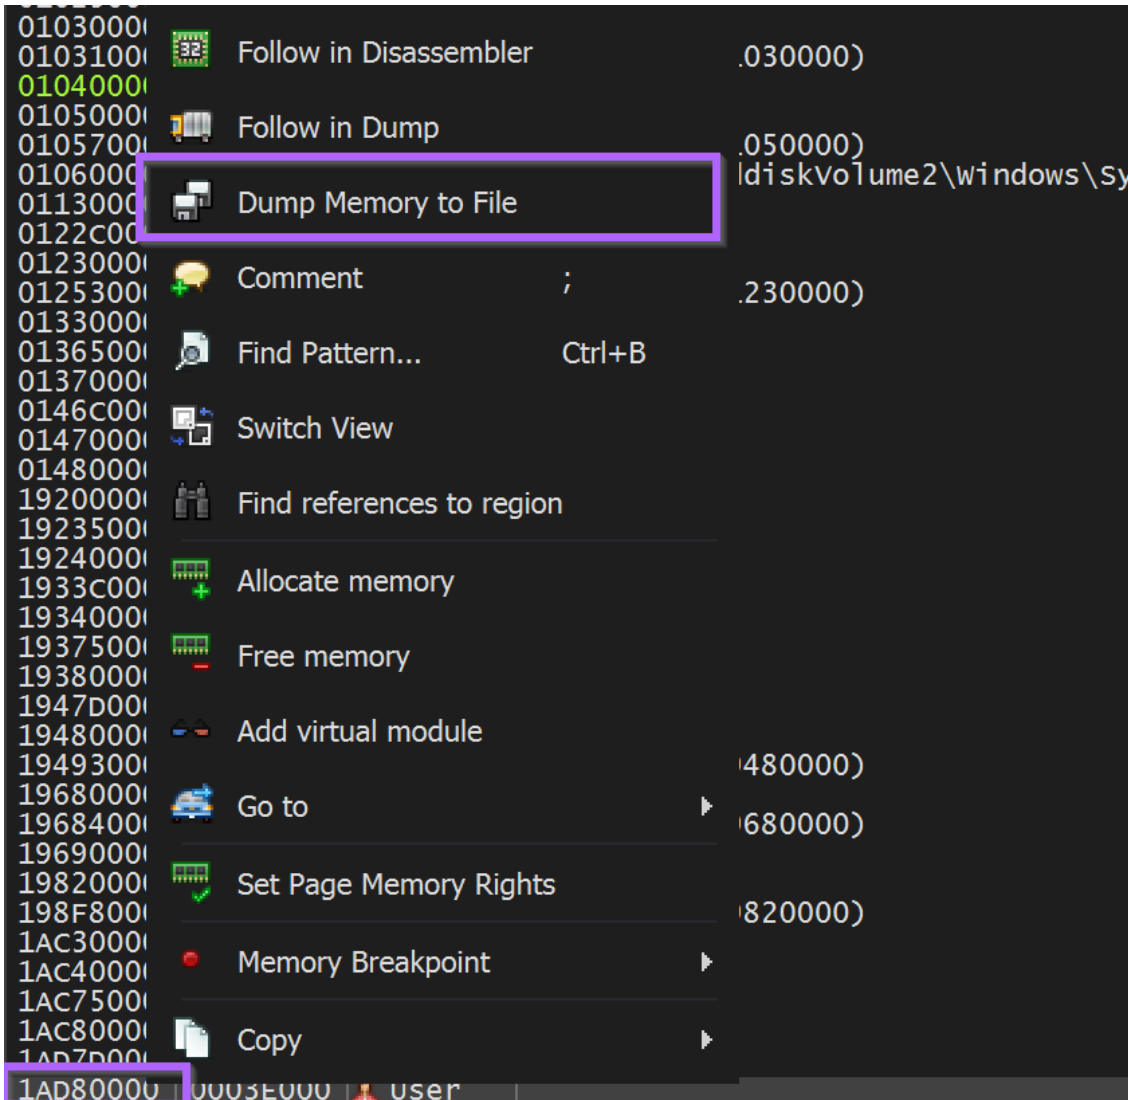 0103000
Follow in Disassembler
0103100 030000)
0104000
0105000
Follow in Dump
0105700 050000)
0106000 ddiskVolume2\Windows\Sy
Dump Memory to File
0113000
0122C00
0123000
Comment ;
0125300 230000)
0133000
0136500
Find Pattern... Ctrl+B
0137000
0146C00
Switch View
0147000
0148000
1920000
Find references to region
1923500
1924000
Allocate memory
1933C00
1934000
1937500
Free memory
1938000
1947D00
Add virtual module
1948000
1949300 480000)
1968000
Go to
1968400 680000)
1969000
1982000
Set Page Memory Rights
198F800 820000)
1AC3000
Memory Breakpoint
1AC4000
1AC7500
1AC8000
Copy
1AD7D00
1AD80000 0003E000 User